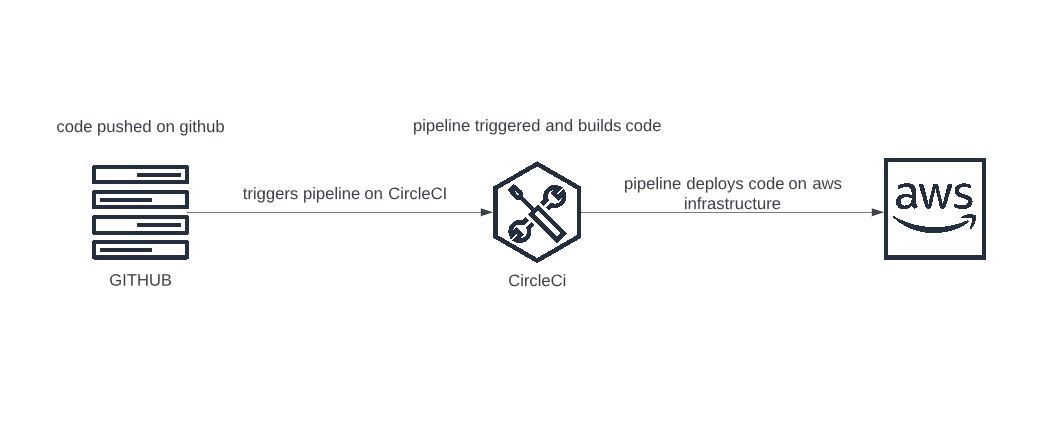 code pushed on github
pipeline triggered and builds code
triggers pipeline on CircleCI
pipeline deploys code on aws
infrastructure
aws
GITHUB
CircleCi